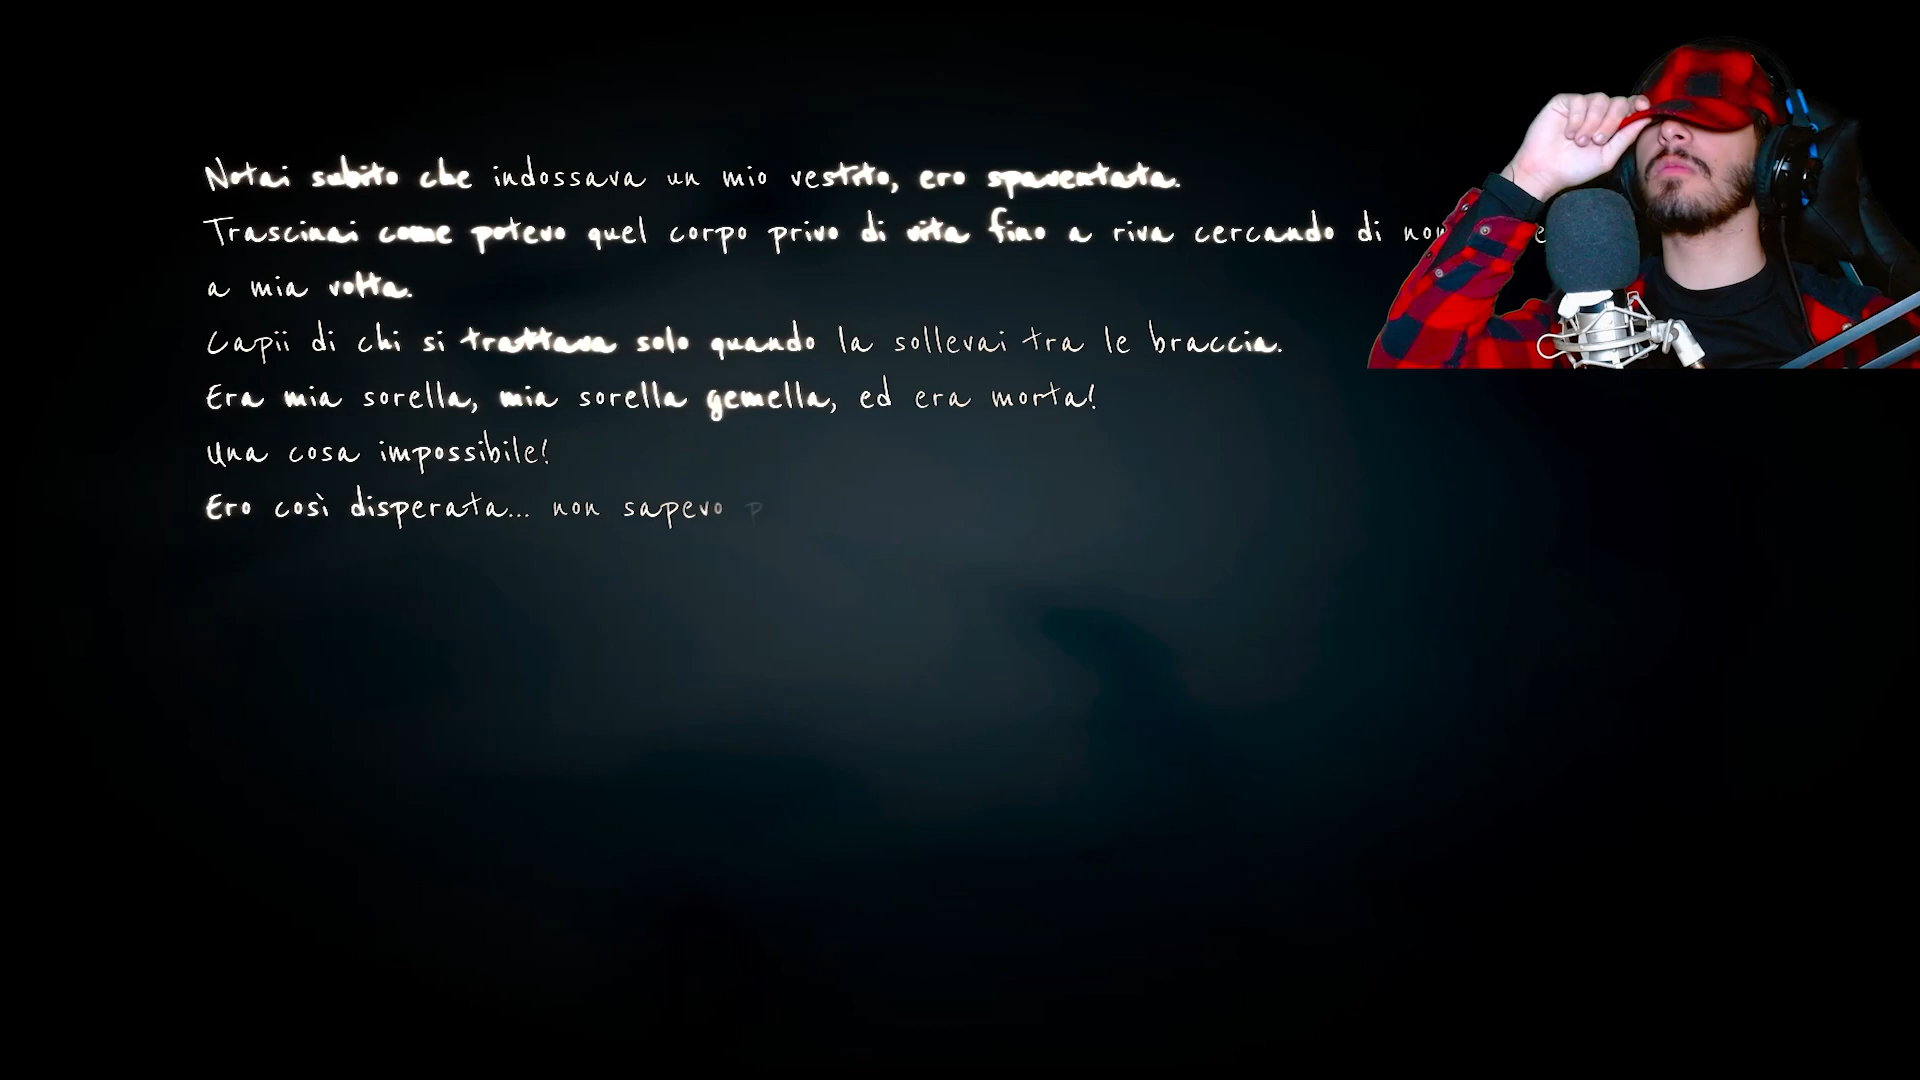 Notai subito che indossava un mio vestito, ero spaventata.
Trascinai come potevo quel corpo privo di vita fino a riva cercando di non
a mia volta.
Capii di chi si trattava solo quando la sollevai tra le braccia.
Era mia sorella, mia sorella gemella, ed era morta!
Una cosa impossibile!
Ero così disperata... non sapevo p